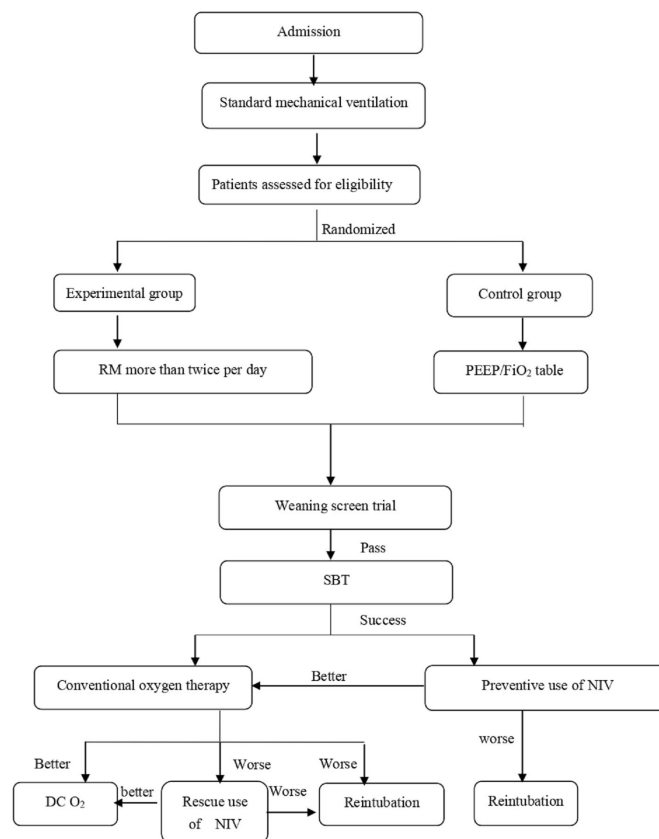 Admission
Standard mechanical ventilation
Patients assessed for eligibility
Randomized
Experimental group
Control group
RM more than twice per day
PEEP/FiO₂ table
Weaning screen trial
Pass
SBT
Success
Conventional oxygen therapy
Better
Preventive use of NIV
Better
Worse
Worse
worse
DC O₂
better
Rescue use
of NIV
Worse
Reintubation
Reintubation